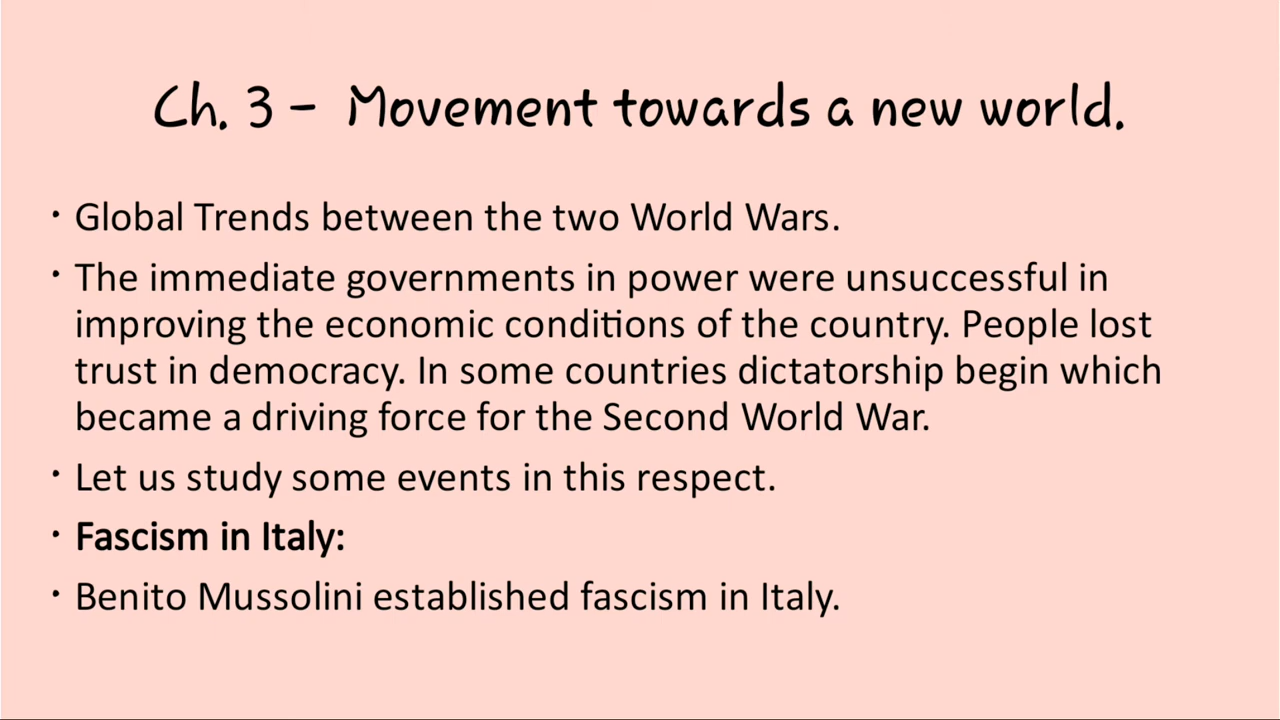 Ch. 3 - Movement towards a new world.
• Global Trends between the two World Wars.
• The immediate governments in power were unsuccessful in
improving the economic conditions of the country. People lost
trust in democracy. In some countries dictatorship begin which
became a driving force for the Second World War.
• Let us study some events in this respect.
• Fascism in Italy:
• Benito Mussolini established fascism in Italy.